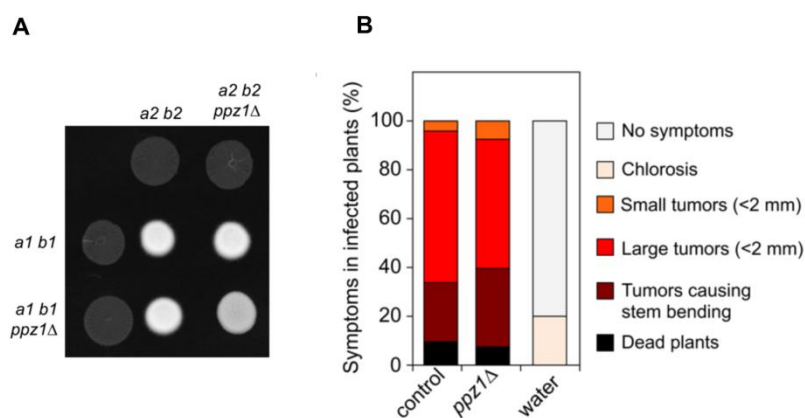 A
B
a2 b2
a2 b2
ppz1Δ
a1 b1
a1 b1
ppz1Δ
Symptoms in infected plants (%)
100
80
60
40
20
0
control
ppz1Δ
water
No symptoms
Chlorosis
Small tumors (<2 mm)
Large tumors (<2 mm)
Tumors causing
stem bending
Dead plants